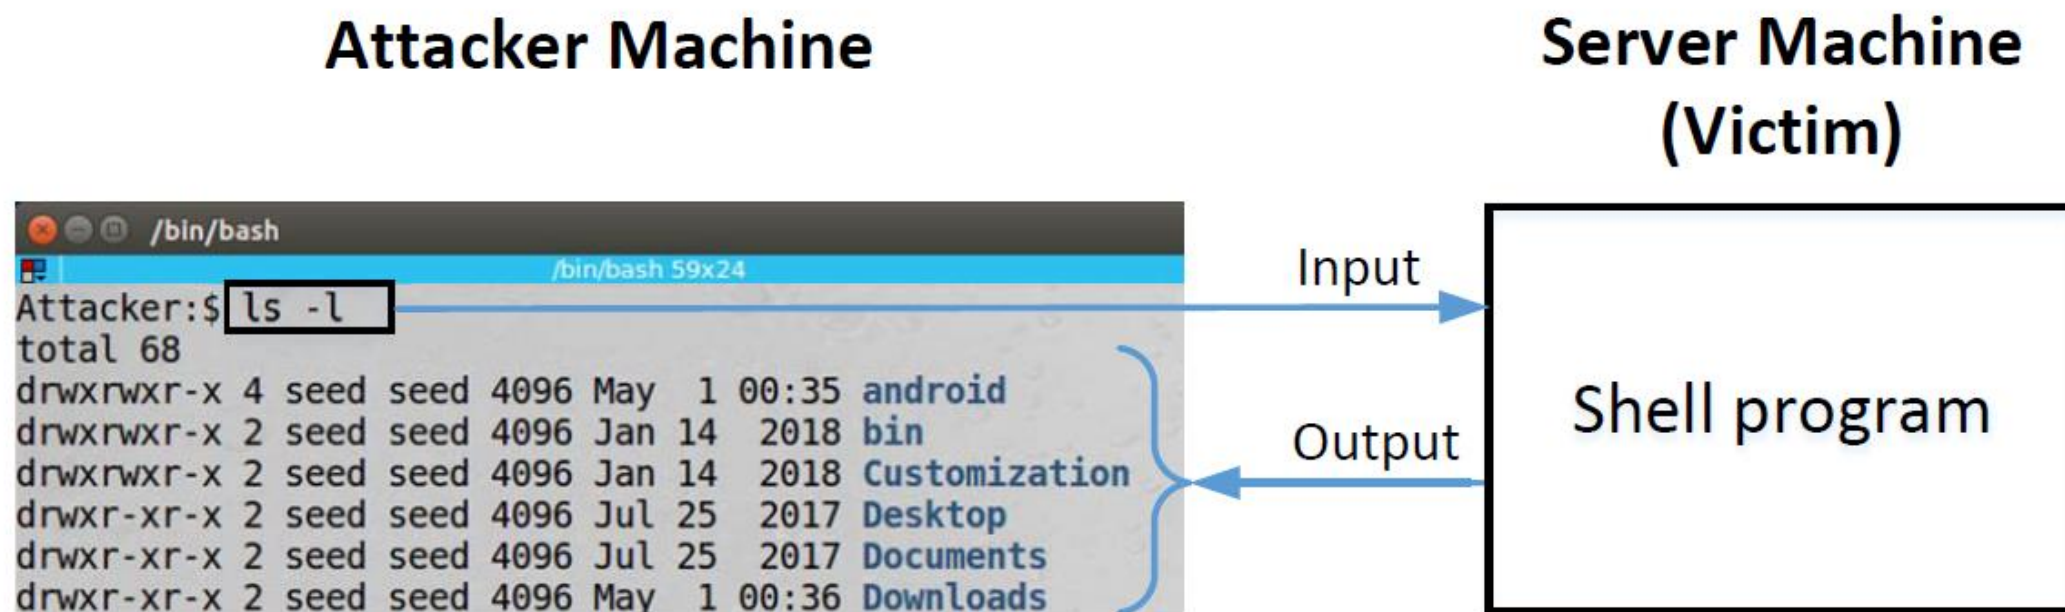 Attacker Machine
Server Machine
(Victim)
/bin/bash
/bin/bash 59x24
Attacker:$ ls -l
total 68
drwxrwxr-x 4 seed seed 4096 May  1 00:35 android
drwxrwxr-x 2 seed seed 4096 Jan 14  2018 bin
drwxrwxr-x 2 seed seed 4096 Jan 14  2018 Customization
drwxr-xr-x 2 seed seed 4096 Jul 25  2017 Desktop
drwxr-xr-x 2 seed seed 4096 Jul 25  2017 Documents
drwxr-xr-x 2 seed seed 4096 May  1 00:36 Downloads
Input
Output
Shell program